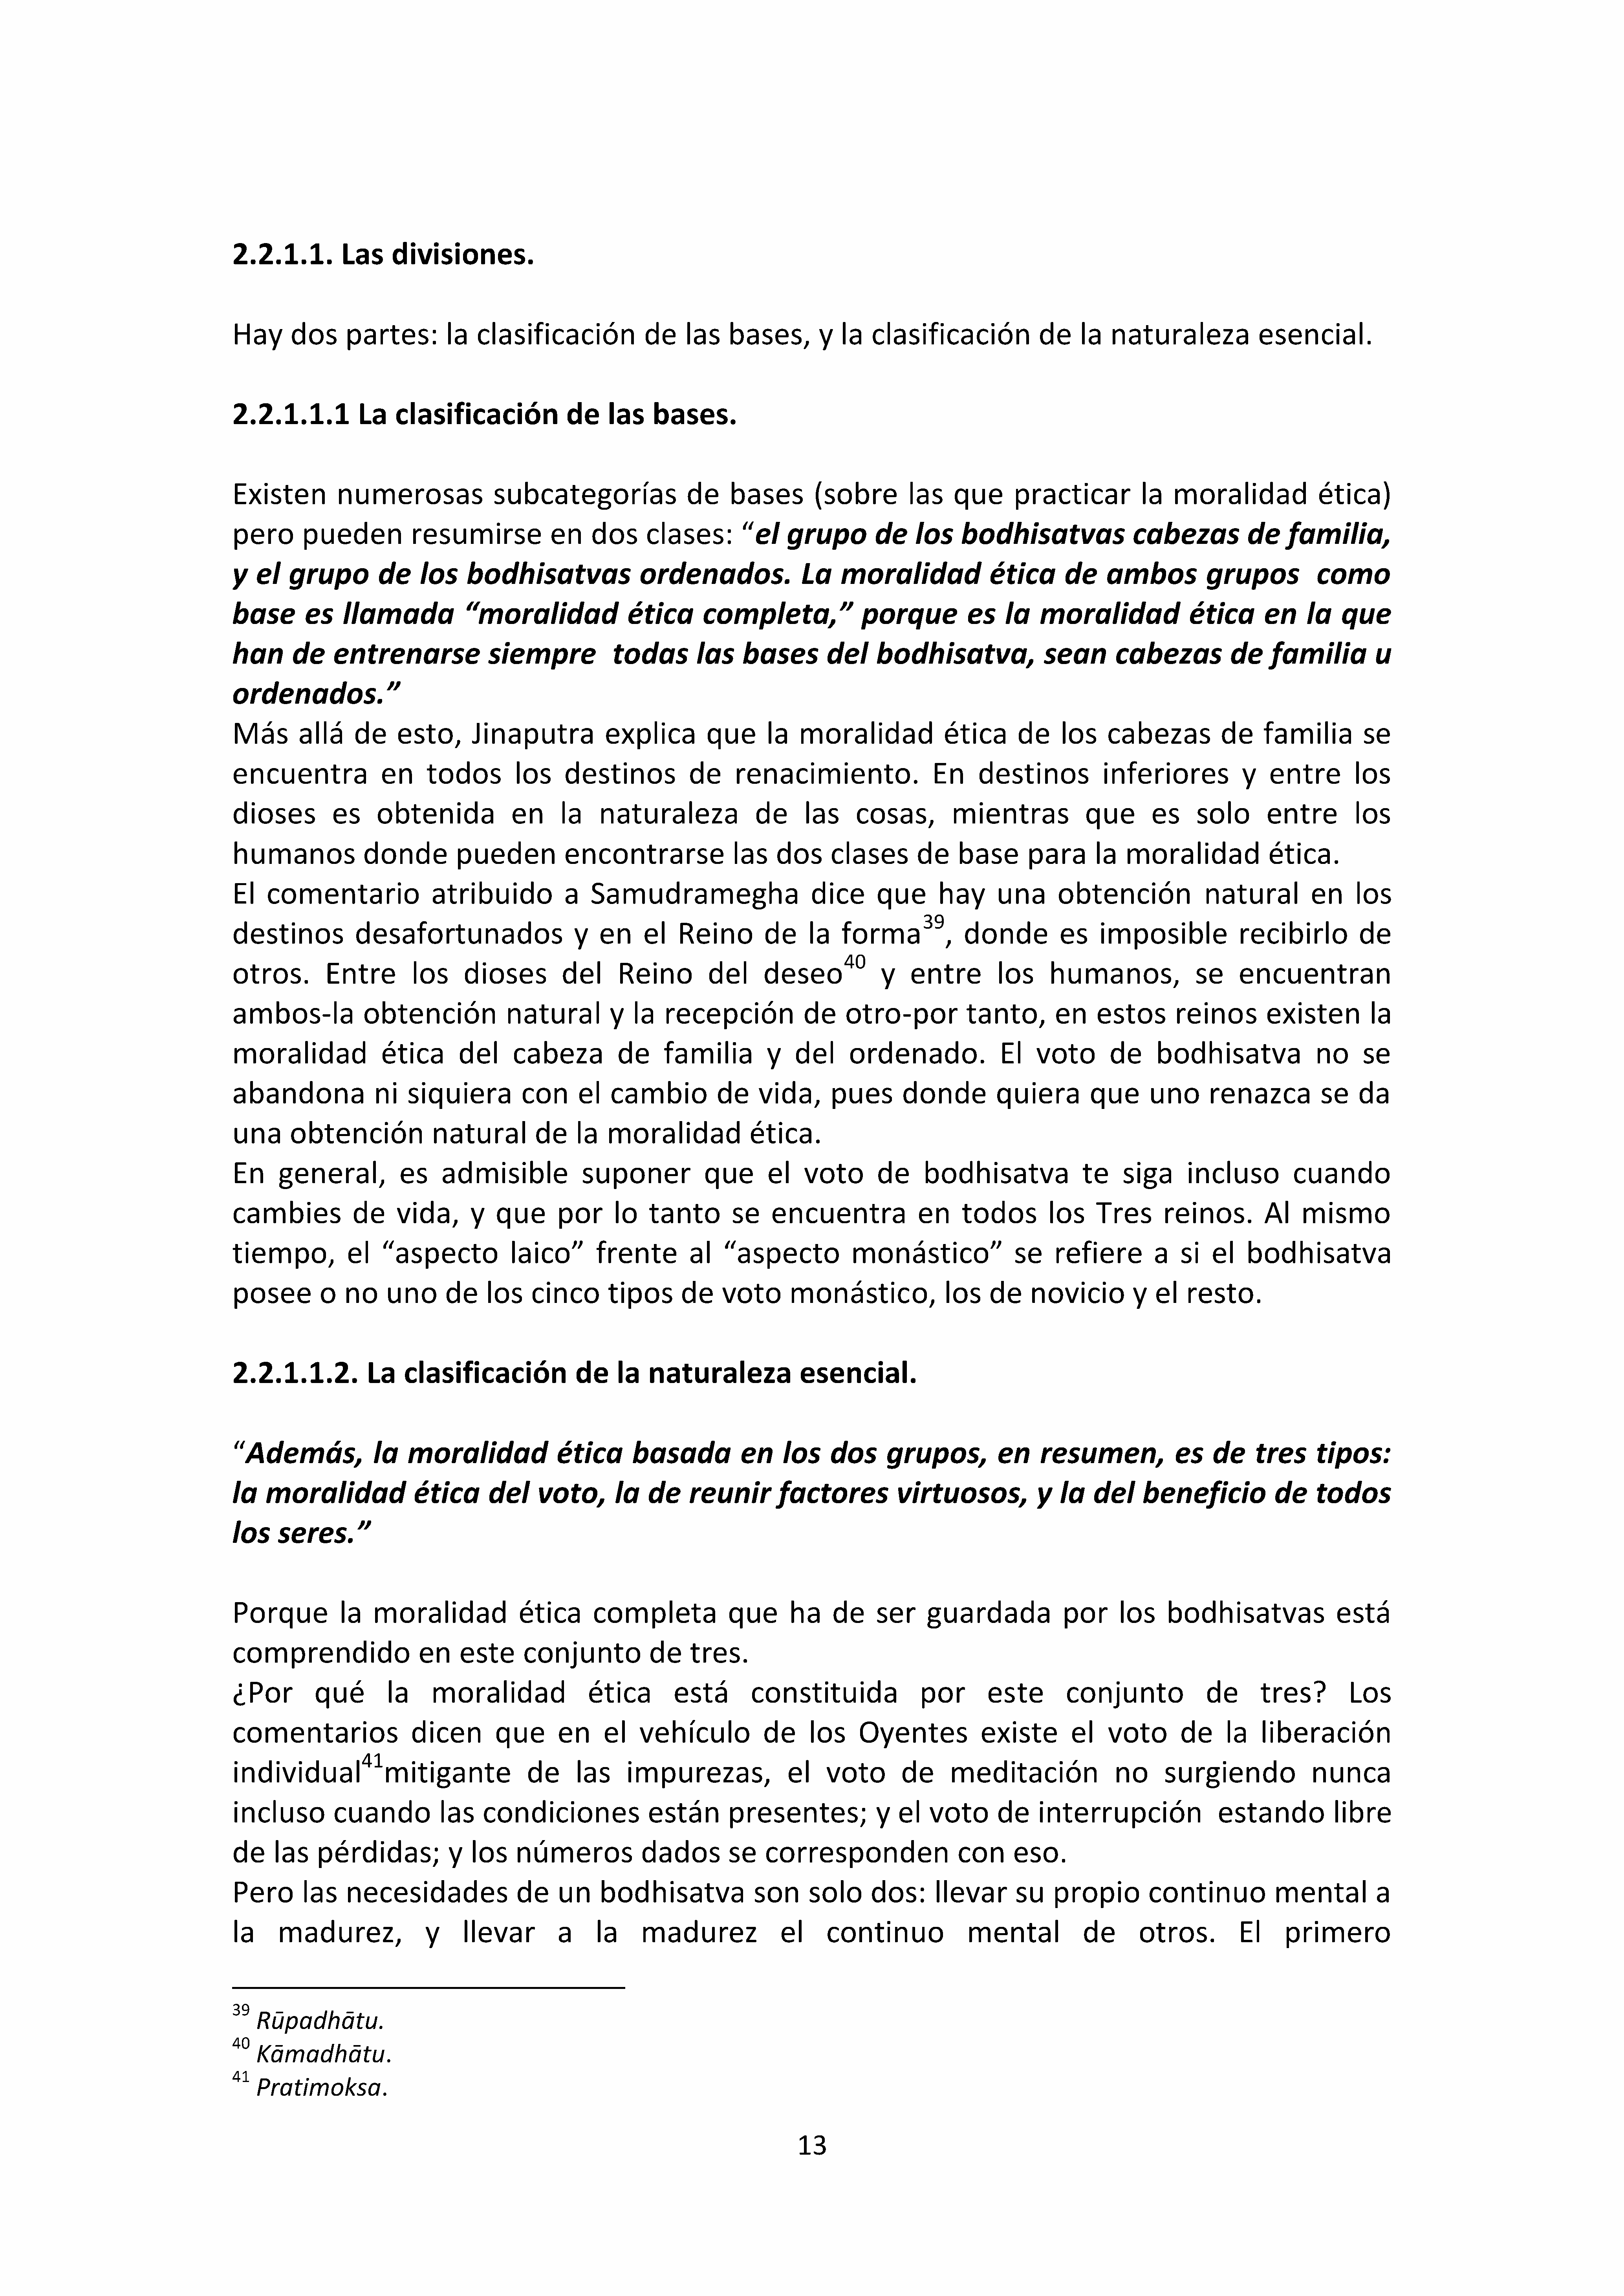 2.2.1.1. Las divisiones.
Hay dos partes: la clasificación de las bases, y la clasificación de la naturaleza esencial.
2.2.1.1.1 La clasificación de las bases.
Existen numerosas subcategorías de bases (sobre las que practicar la moralidad ética)
pero pueden resumirse en dos clases: “el grupo de los bodhisatvas cabezas de familia,
y el grupo de los bodhisatvas ordenados. La moralidad ética de ambos grupos como
base es llamada “moralidad ética completa,” porque es la moralidad ética en la que
han de entrenarse siempre todas las bases del bodhisatva, sean cabezas de familia u
ordenados.”
Más allá de esto, Jinaputra explica que la moralidad ética de los cabezas de familia se
encuentra en todos los destinos de renacimiento. En destinos inferiores y entre los
dioses es obtenida en la naturaleza de las cosas, mientras que es solo entre los
humanos donde pueden encontrarse las dos clases de base para la moralidad ética.
El comentario atribuido a Samudramegha dice que hay una obtención natural en los
destinos desafortunados y en el Reino de la forma39, donde es imposible recibirlo de
otros. Entre los dioses del Reino del deseo40 y entre los humanos, se encuentran
ambos-la obtención natural y la recepción de otro-por tanto, en estos reinos existen la
moralidad ética del cabeza de familia y del ordenado. El voto de bodhisatva no se
abandona ni siquiera con el cambio de vida, pues donde quiera que uno renazca se da
una obtención natural de la moralidad ética.
En general, es admisible suponer que el voto de bodhisatva te siga incluso cuando
cambies de vida, y que por lo tanto se encuentra en todos los Tres reinos. Al mismo
tiempo, el “aspecto laico” frente al “aspecto monástico” se refiere a si el bodhisatva
posee o no uno de los cinco tipos de voto monástico, los de novicio y el resto.
2.2.1.1.2. La clasificación de la naturaleza esencial.
“Además, la moralidad ética basada en los dos grupos, en resumen, es de tres tipos:
la moralidad ética del voto, la de reunir factores virtuosos, y la del beneficio de todos
los seres.”
Porque la moralidad ética completa que ha de ser guardada por los bodhisatvas está
comprendido en este conjunto de tres.
¿Por qué la moralidad ética está constituida por este conjunto de tres? Los
comentarios dicen que en el vehículo de los Oyentes existe el voto de la liberación
individual41mitigante de las impurezas, el voto de meditación no surgiendo nunca
incluso cuando las condiciones están presentes; y el voto de interrupción estando libre
de las pérdidas; y los números dados se corresponden con eso.
Pero las necesidades de un bodhisatva son solo dos: llevar su propio continuo mental a
la madurez, y llevar a la madurez el continuo mental de otros. El primero
39 Rūpadhātu.
40 Kāmadhātu.
41 Pratimoksa.
13